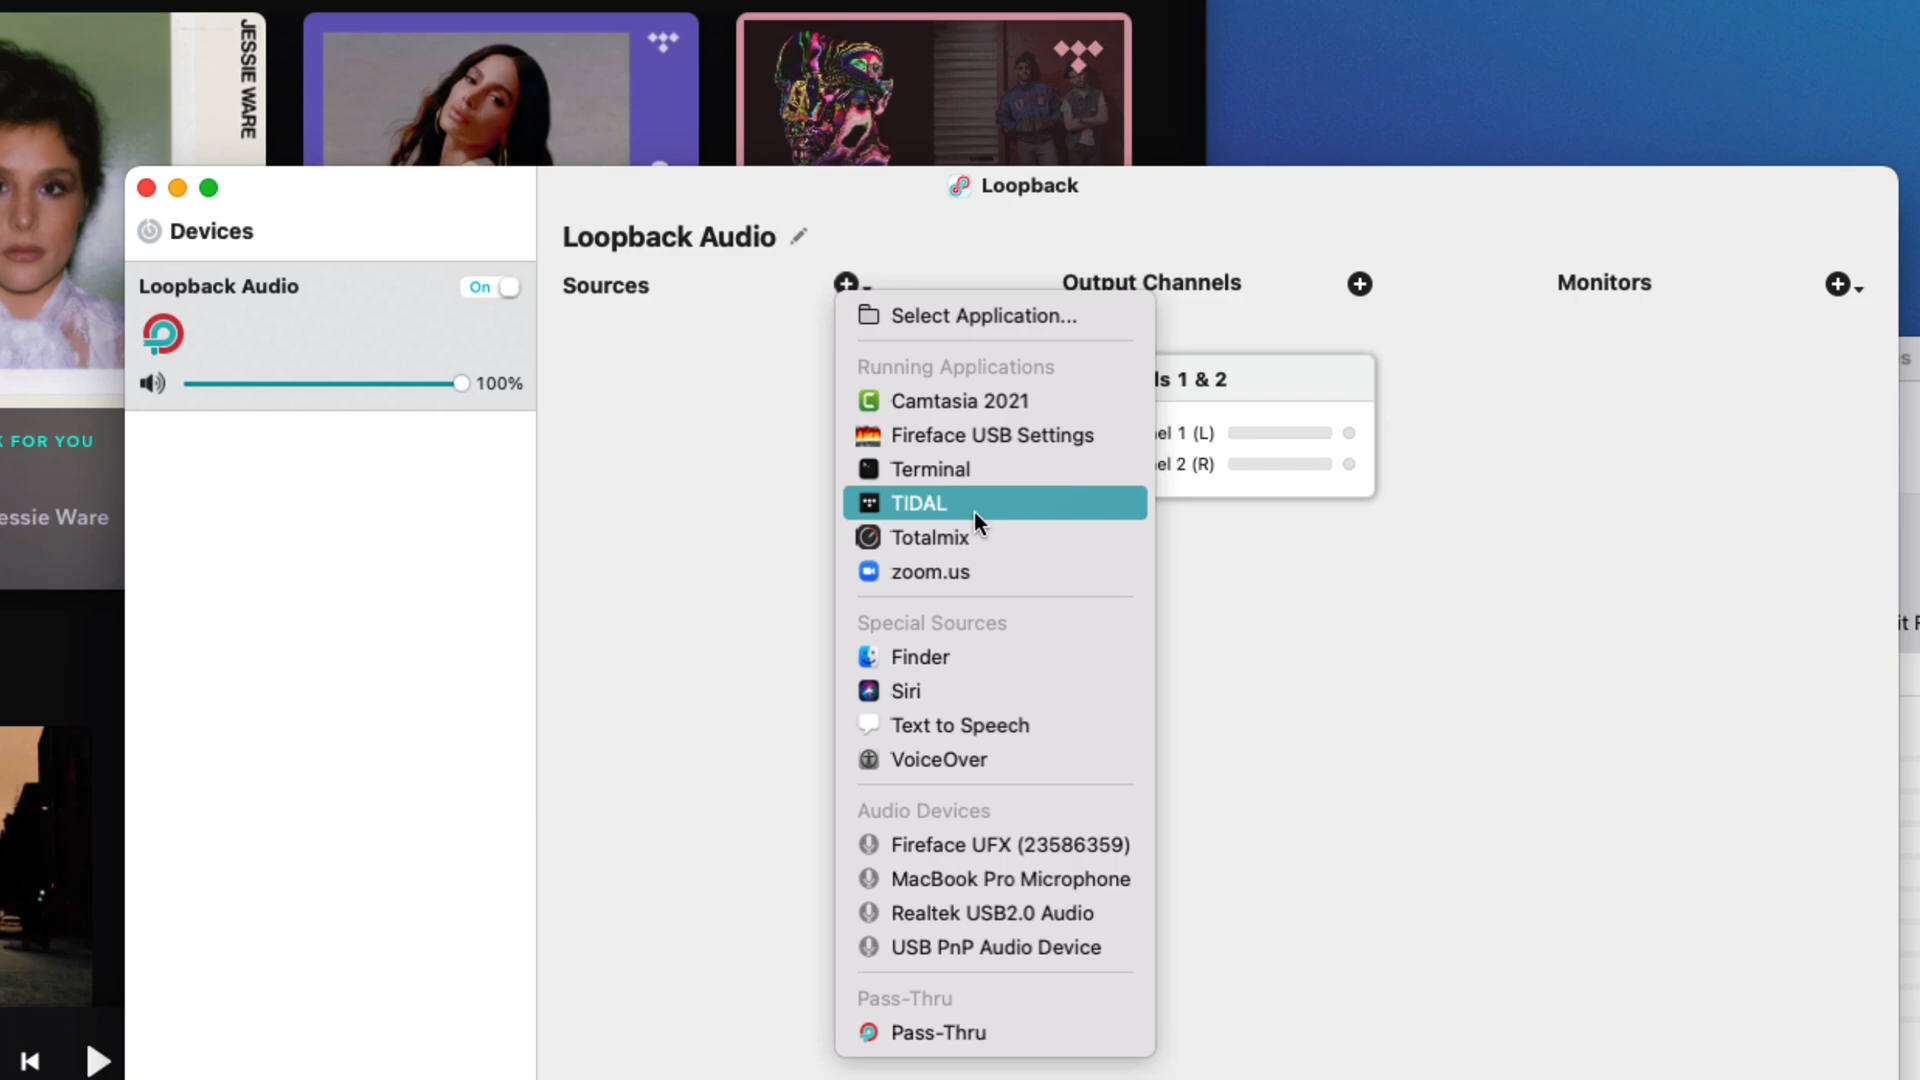 JESSIE WARE
Loopback
Devices
Loopback Audio
Loopback Audio
On
100%
Sources
Output Channels
Monitors
Select Application...
Running Applications
Camtasia 2021
Fireface USB Settings
Terminal
TIDAL
Totalmix
zoom.us
Special Sources
Finder
Siri
Text to Speech
VoiceOver
Audio Devices
Fireface UFX (23586359)
MacBook Pro Microphone
Realtek USB2.0 Audio
USB PnP Audio Device
Pass-Thru
Pass-Thru
ls 1 & 2
el 1 (L)
el 2 (R)
K FOR YOU
essie Ware